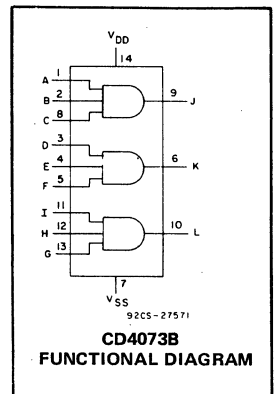 VDD
14
A 1
B 2
C 8
9 J
D 3
E 4
F 5
6 K
I 11
H 12
G 13
10 L
7
VSS
92CS-27571
CD4073B
FUNCTIONAL DIAGRAM